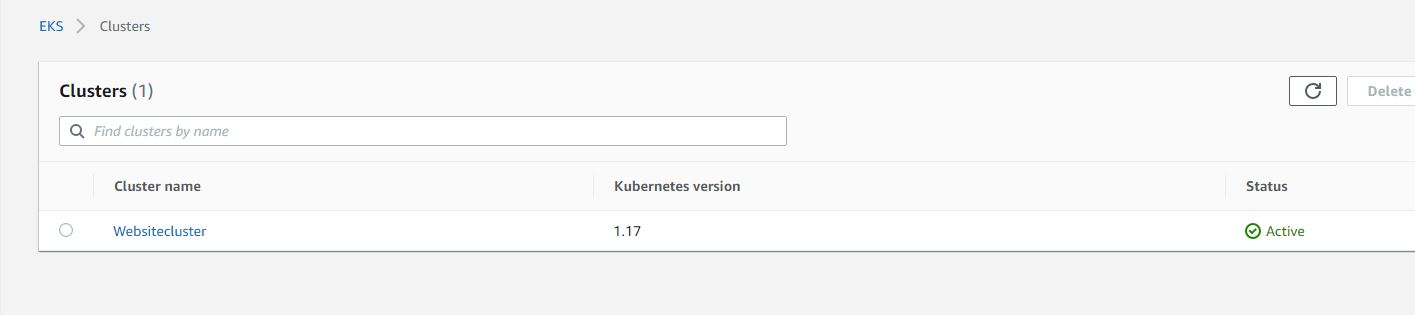 EKS > Clusters
Clusters (1)
Delete
Find clusters by name
Cluster name Kubernetes version Status
Websitecluster 1.17 Active